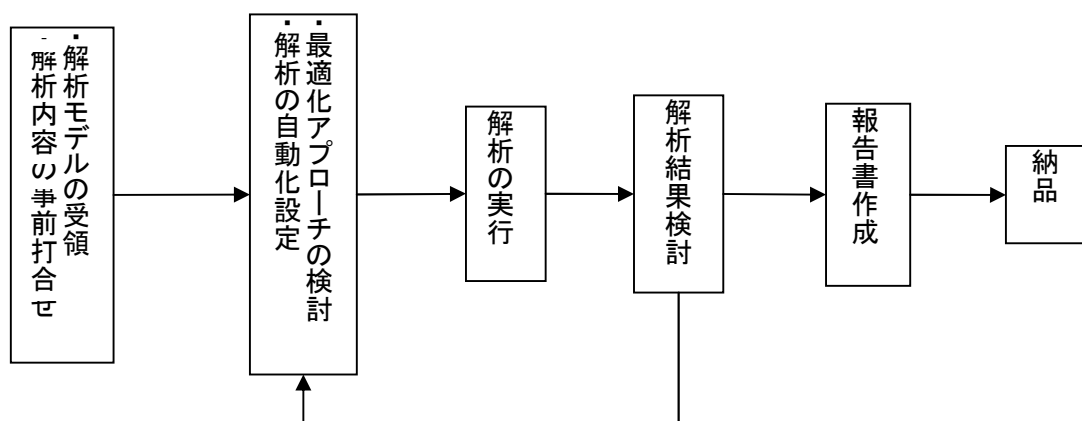 ・解析モデルの受領
・解析内容の事前打合せ
・最適化アプローチの検討
・解析の自動化設定
解析の実行
解析結果検討
報告書作成
納品